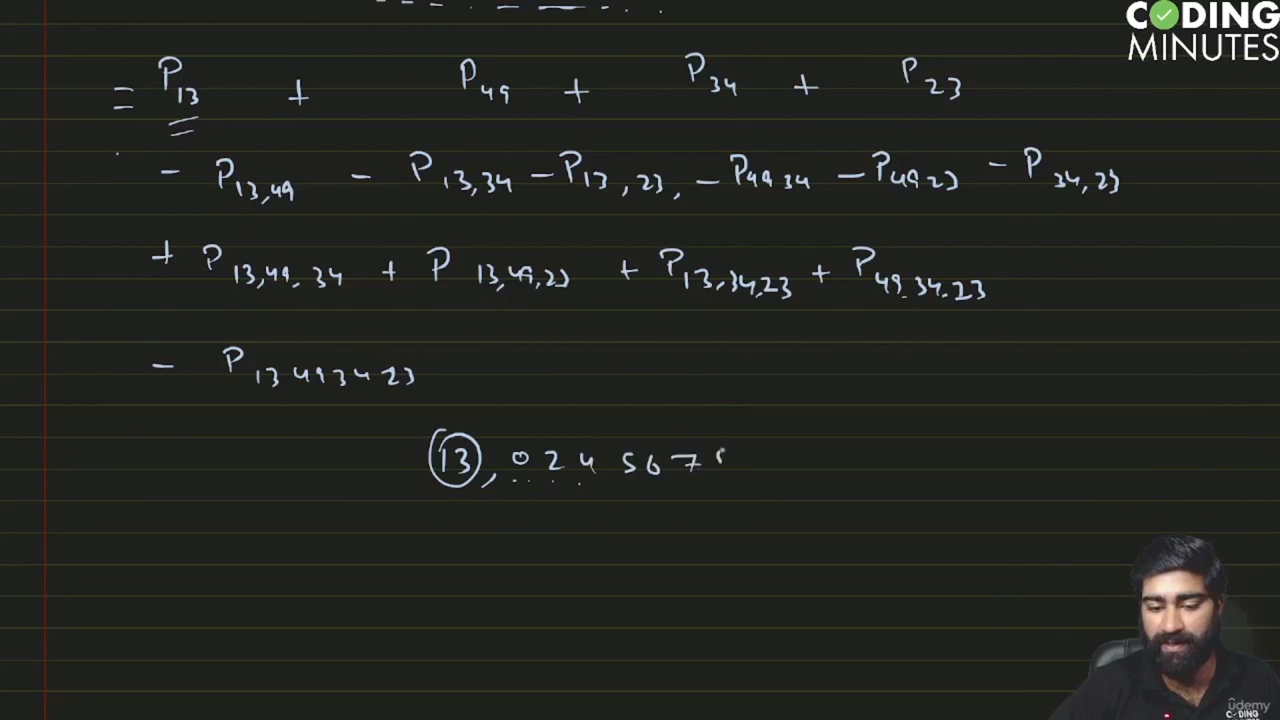 CODING
MINUTES
= P13 + P49 + P34 + P23
- P13,49 - P13,34 - P13,23, - P49 34 - P49 23 - P34,23
+ P13,49,34 + P13,49,23 + P13,34,23 + P49,34,23
- P13 49 34 23
(13), 0 2 4 5 6 7
udemy